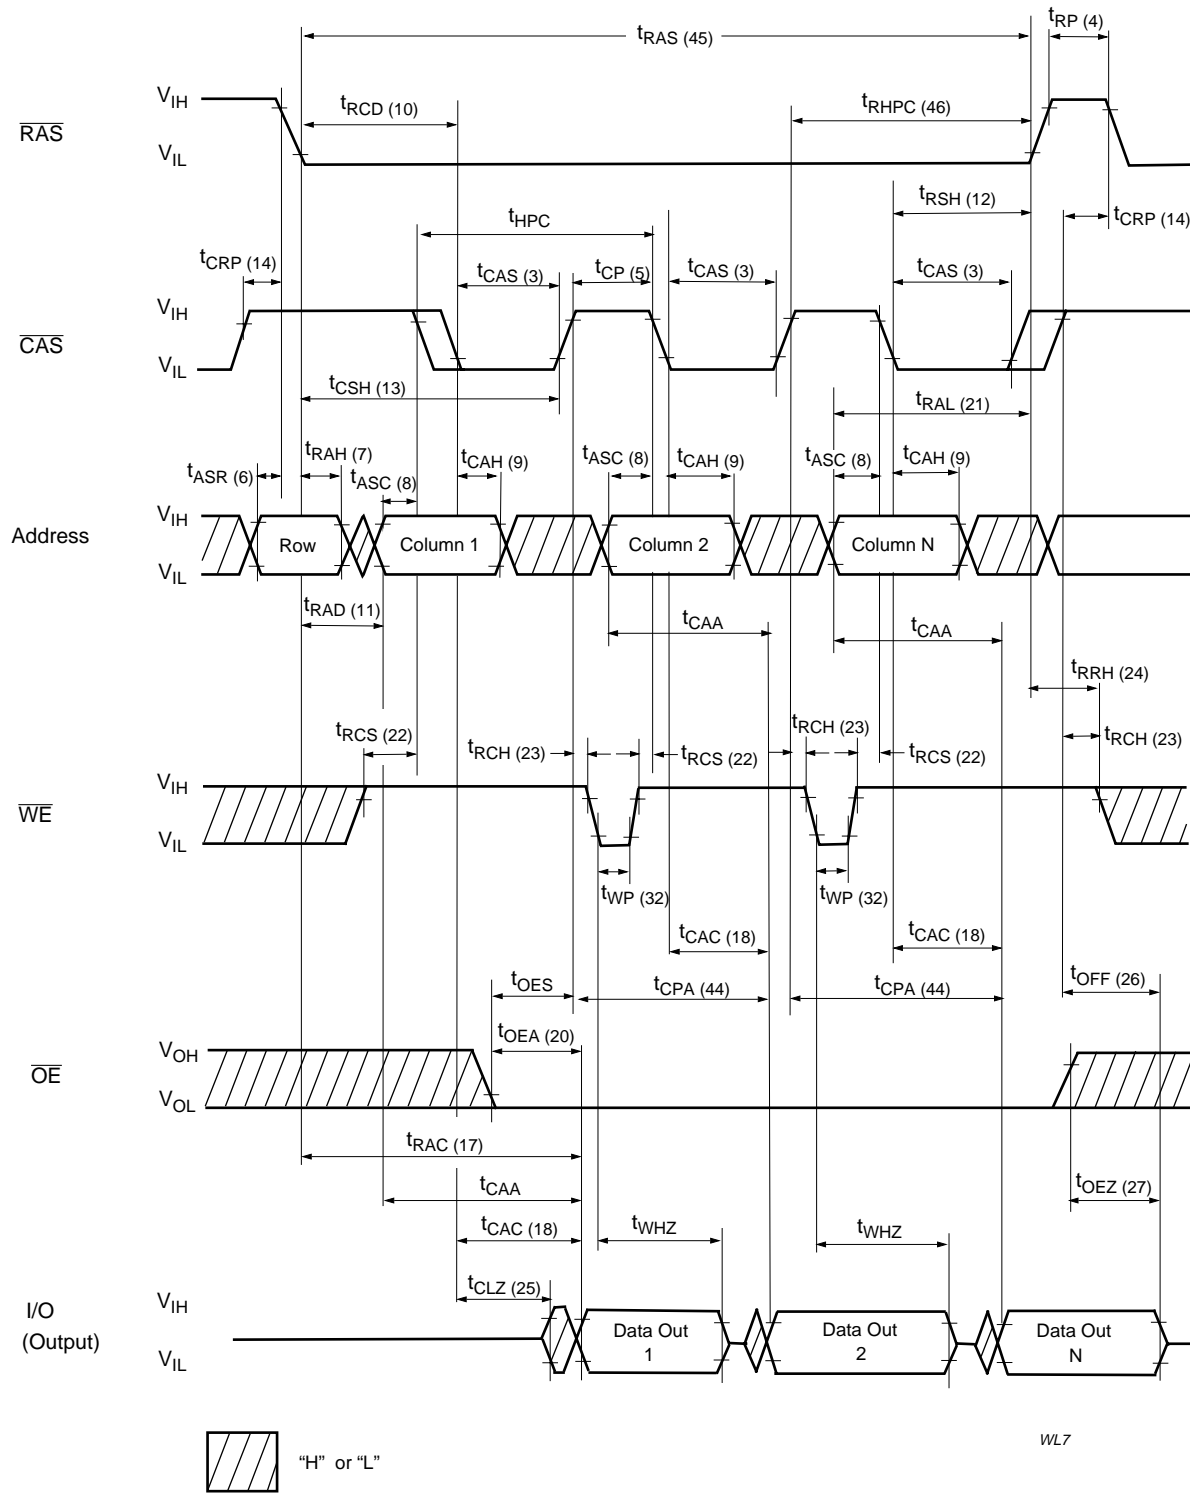 tRAS (45)
tRP (4)
VIH
tRCD (10)
tRHPC (46)
RAS
VIL
tRSH (12)
tHPC
tCRP (14)
tCRP (14)
tCAS (3)
tCP (5)
tCAS (3)
tCAS (3)
VIH
CAS
VIL
tCSH (13)
tRAL (21)
tASR (6)
tRAH (7)
tASC (8)
tCAH (9)
tASC (8)
tCAH (9)
tASC (8)
tCAH (9)
VIH
Address
Row
Column 1
Column 2
Column N
VIL
tRAD (11)
tCAA
tCAA
tRRH (24)
tRCS (22)
tRCH (23)
tRCS (22)
tRCH (23)
tRCS (22)
tRCH (23)
VIH
WE
VIL
tWP (32)
tWP (32)
tCAC (18)
tCAC (18)
tOES
tCPA (44)
tCPA (44)
tOFF (26)
tOEA (20)
VOH
OE
VOL
tRAC (17)
tCAA
tOEZ (27)
tCAC (18)
tWHZ
tWHZ
tCLZ (25)
VIH
I/O
(Output)
VIL
Data Out
1
Data Out
2
Data Out
N
WL7
“H” or “L”